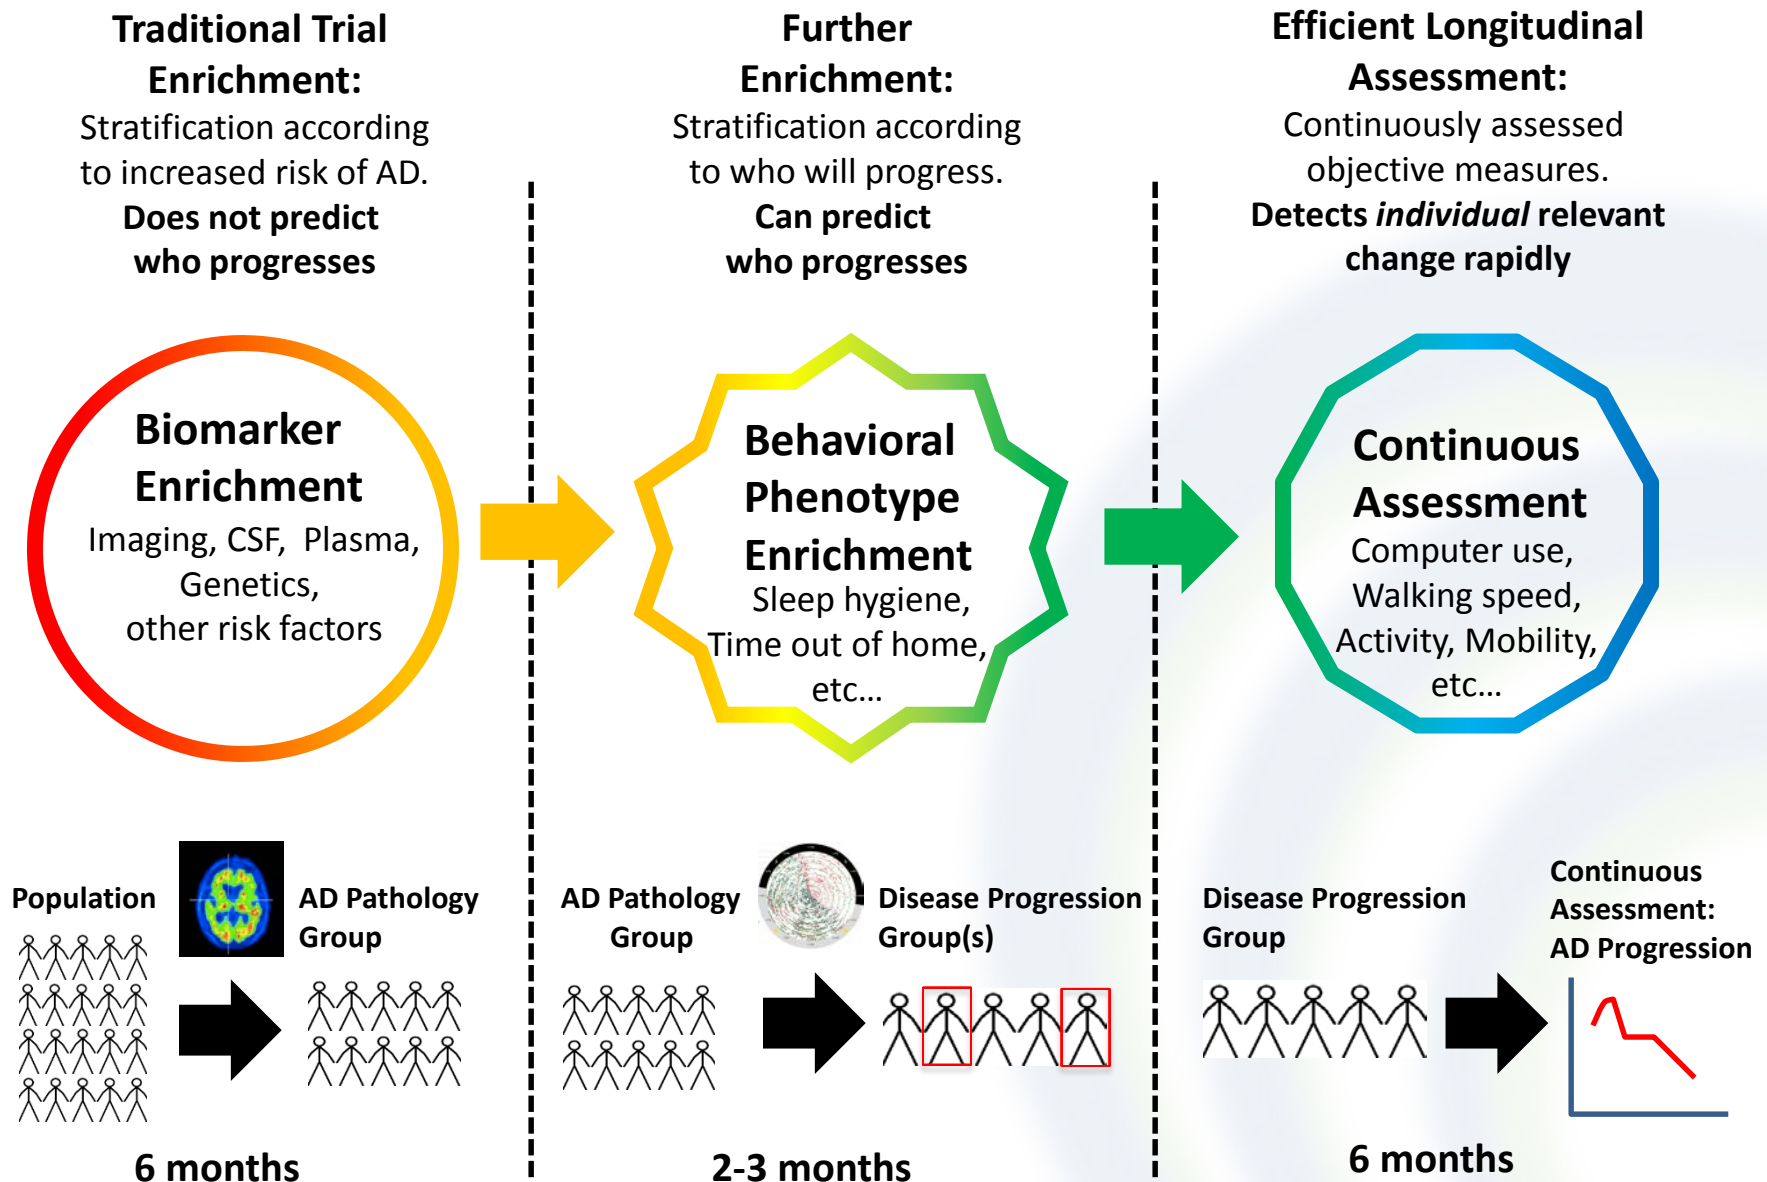 Traditional Trial
Enrichment:
Stratification according
to increased risk of AD.
Does not predict
who progresses
Further
Enrichment:
Stratification according
to who will progress.
Can predict
who progresses
Efficient Longitudinal
Assessment:
Continuously assessed
objective measures.
Detects individual relevant
change rapidly
Biomarker
Enrichment
Imaging, CSF, Plasma,
Genetics,
other risk factors
Behavioral
Phenotype
Enrichment
Sleep hygiene,
Time out of home,
etc...
Continuous
Assessment
Computer use,
Walking speed,
Activity, Mobility,
etc...
Population
AD Pathology
Group
AD Pathology
Group
Disease Progression
Group(s)
Disease Progression
Group
Continuous
Assessment:
AD Progression
6 months
2-3 months
6 months